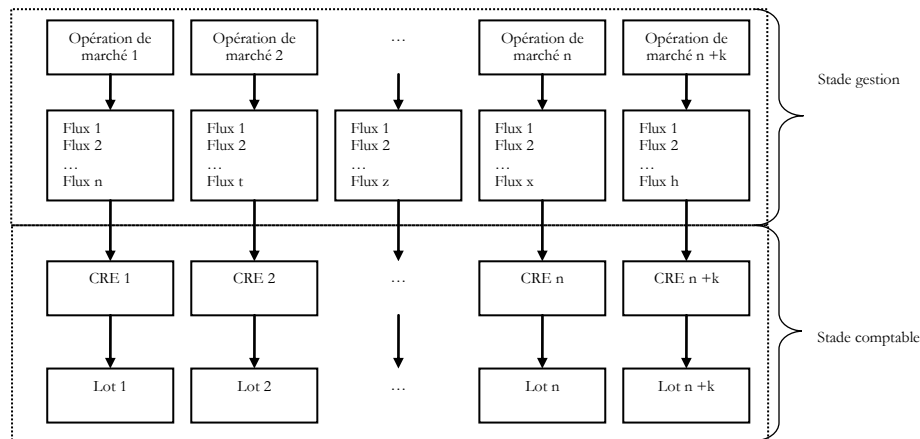 Opération de
marché 1
Opération de
marché 2
…
Opération de
marché n
Opération de
marché n +k
Stade gestion
Flux 1
Flux 2
…
Flux n
Flux 1
Flux 2
…
Flux t
Flux 1
Flux 2
…
Flux z
Flux 1
Flux 2
…
Flux x
Flux 1
Flux 2
…
Flux h
CRE 1
CRE 2
…
CRE n
CRE n +k
Stade comptable
Lot 1
Lot 2
…
Lot n
Lot n +k